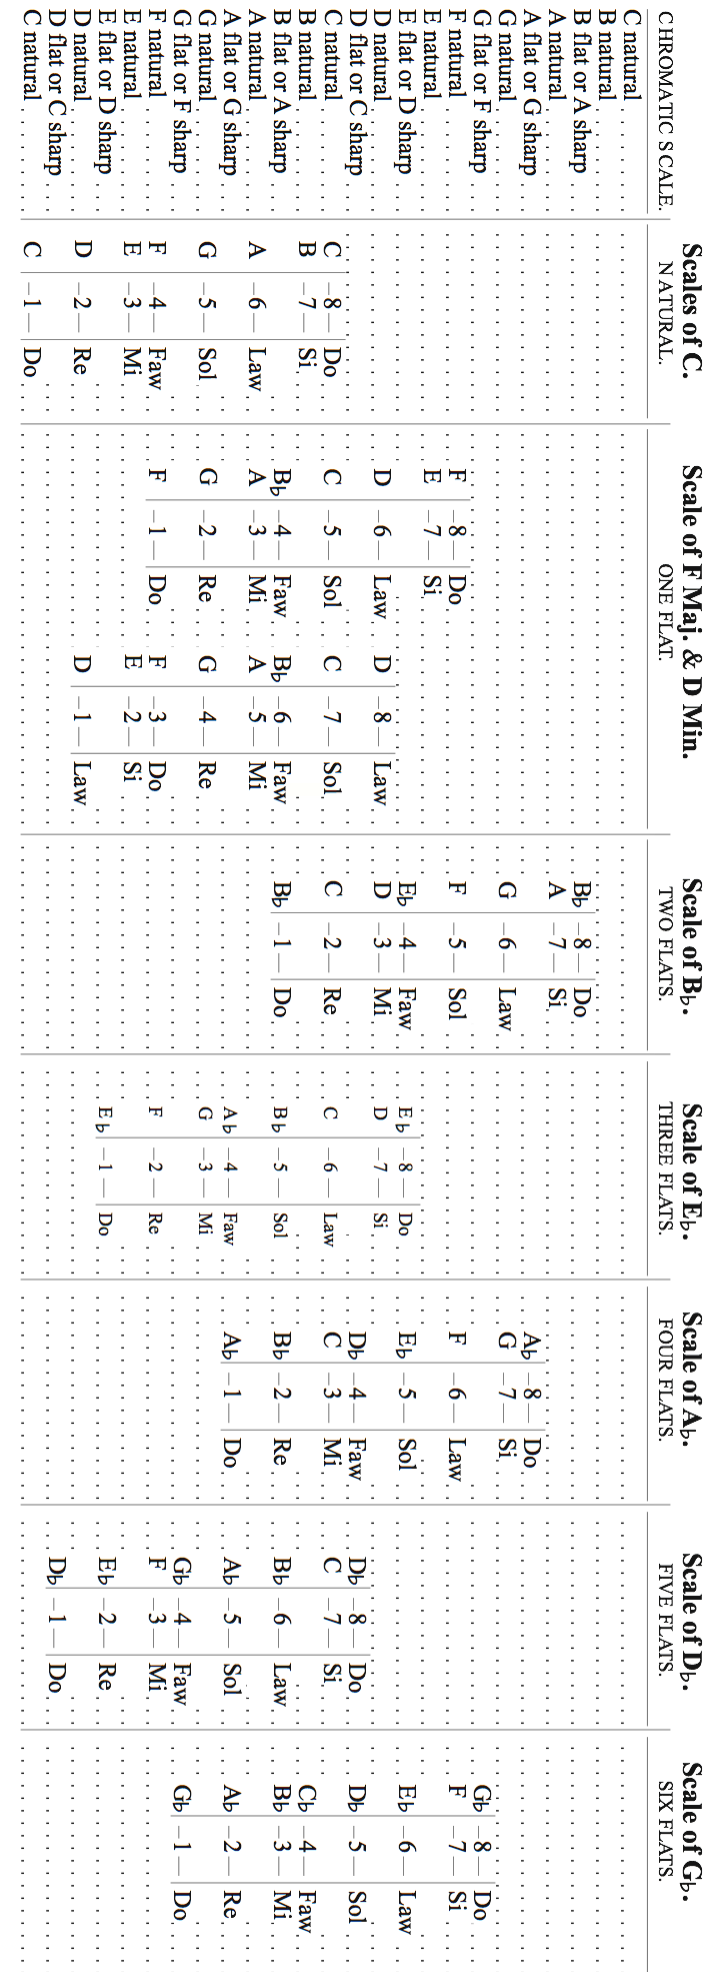 Scales of C. Scale of F Maj. & D Min. Scale of B♭. Scale of E♭. Scale of A♭. Scale of D♭. Scale of G♭.
CHROMATIC SCALE. NATURAL. ONE FLAT. TWO FLATS. THREE FLATS. FOUR FLATS. FIVE FLATS. SIX FLATS.
C natural
B natural
B flat or A sharp B♭ –8– Do
A natural A –7– Si
A flat or G sharp A♭ –8– Do
G natural G –6– Law G –7– Si
G flat or F sharp G♭ –8– Do
F natural F –8– Do F –5– Sol F –6– Law F –7– Si
E natural E –7– Si
E flat or D sharp E♭ –4– Faw E♭ –8– Do E♭ –5– Sol E♭ –6– Law
D natural D –6– Law D –8– Law D –3– Mi D –7– Si
D flat or C sharp D♭ –4– Faw D♭ –8– Do D♭ –5– Sol
C natural C –8– Do C –5– Sol C –7– Sol C –2– Re C –6– Law C –3– Mi C –7– Si
B natural B –7– Si C♭ –4– Faw
B flat or A sharp B♭ –4– Faw B♭ –6– Faw B♭ –1– Do B♭ –5– Sol B♭ –2– Re B♭ –6– Law B♭ –3– Mi
A natural A –6– Law A –3– Mi A –5– Mi
A flat or G sharp A♭ –4– Faw A♭ –1– Do A♭ –5– Sol A♭ –2– Re
G natural G –5– Sol G –2– Re G –4– Re G –3– Mi
G flat or F sharp G♭ –4– Faw G♭ –1– Do
F natural F –4– Faw F –1– Do F –3– Do F –2– Re F –3– Mi
E natural E –3– Mi E –2– Si
E flat or D sharp E♭ –1– Do E♭ –2– Re
D natural D –2– Re D –1– Law
D flat or C sharp D♭ –1– Do
C natural C –1– Do